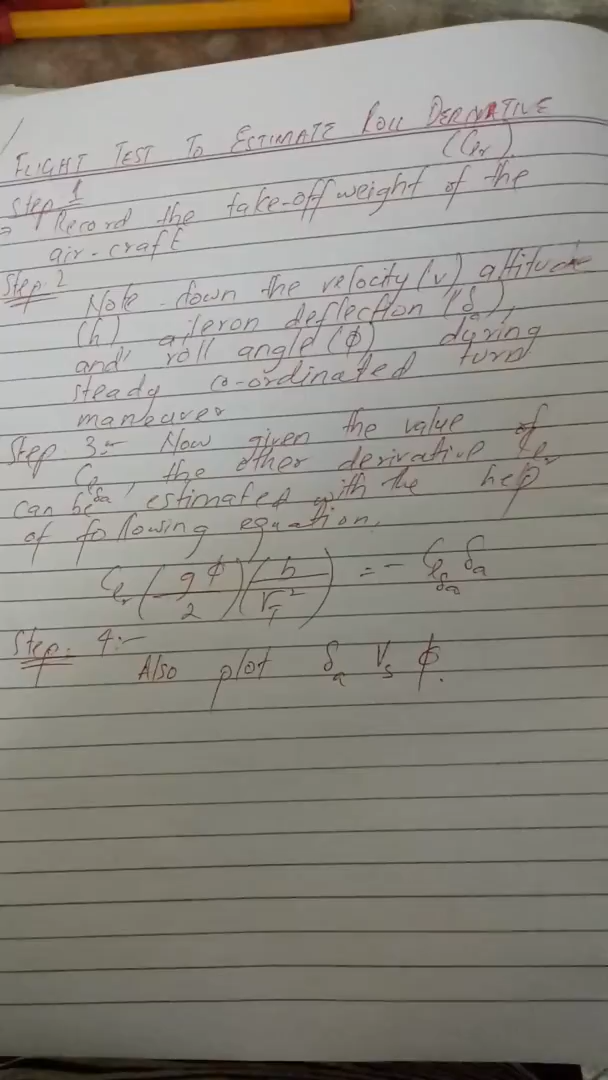 FLIGHT TEST TO ESTIMATE ROLL DERIVATIVE
(Clr)
Step 1
Record the take-off weight of the
air-craft
Step 2
Note down the velocity (v) altitude
(h) aileron deflection (δ),
and roll angle (ϕ) during
steady co-ordinated turn
maneauver
Step 3:- Now given the value of
Clδa, the other derivative Clr
can be estimated with the help
of following equation.
Clr (gϕ/2) (b/VT²) = - Clδa δa
Step. 4:-
Also plot δa Vs ϕ.